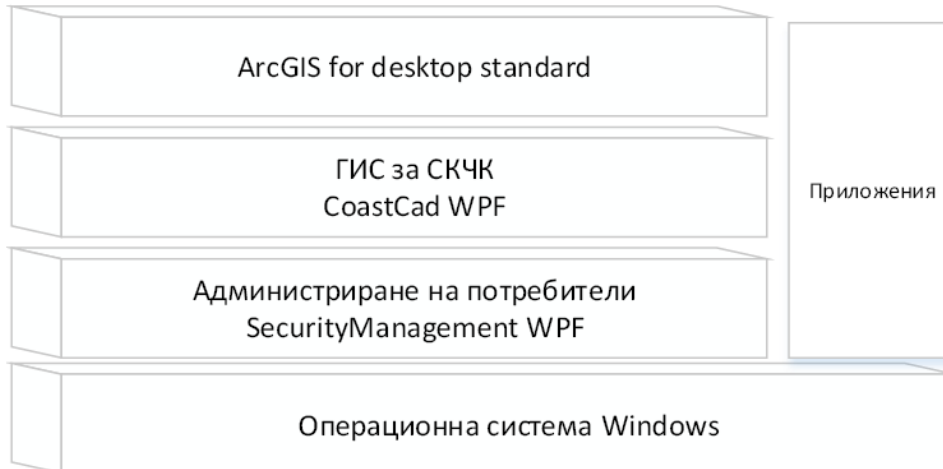 ArcGIS for desktop standard
ГИС за СКЧК
CoastCad WPF
Приложения
Администриране на потребители
SecurityManagement WPF
Операционна система Windows